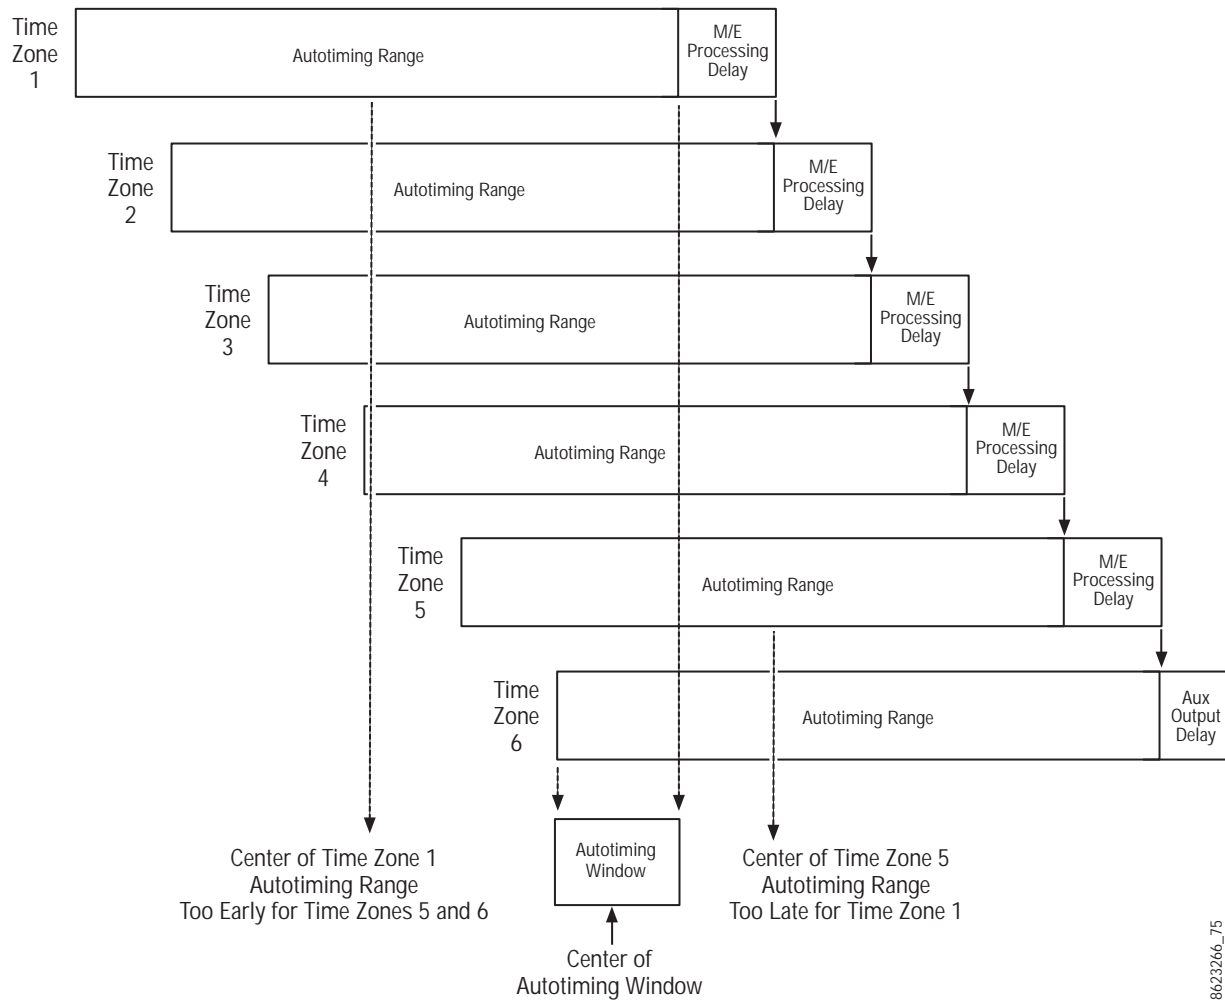 Time
Zone
1
Autotiming Range
M/E
Processing
Delay
Time
Zone
2
Autotiming Range
M/E
Processing
Delay
Time
Zone
3
Autotiming Range
M/E
Processing
Delay
Time
Zone
4
Autotiming Range
M/E
Processing
Delay
Time
Zone
5
Autotiming Range
M/E
Processing
Delay
Time
Zone
6
Autotiming Range
Aux
Output
Delay
Center of Time Zone 1
Autotiming Range
Too Early for Time Zones 5 and 6
Autotiming
Window
Center of Time Zone 5
Autotiming Range
Too Late for Time Zone 1
Center of
Autotiming Window
8623266_75